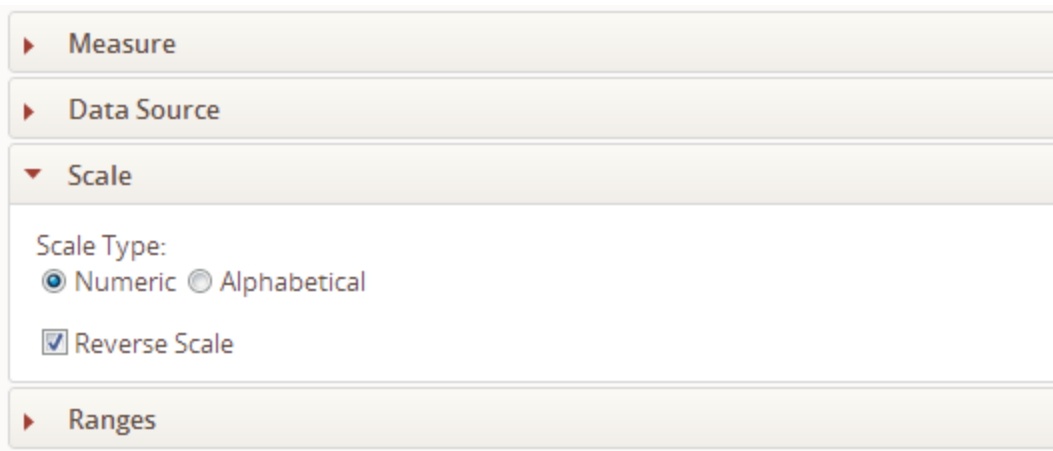 Measure
Data Source
Scale
Scale Type:
Numeric Alphabetical
Reverse Scale
Ranges